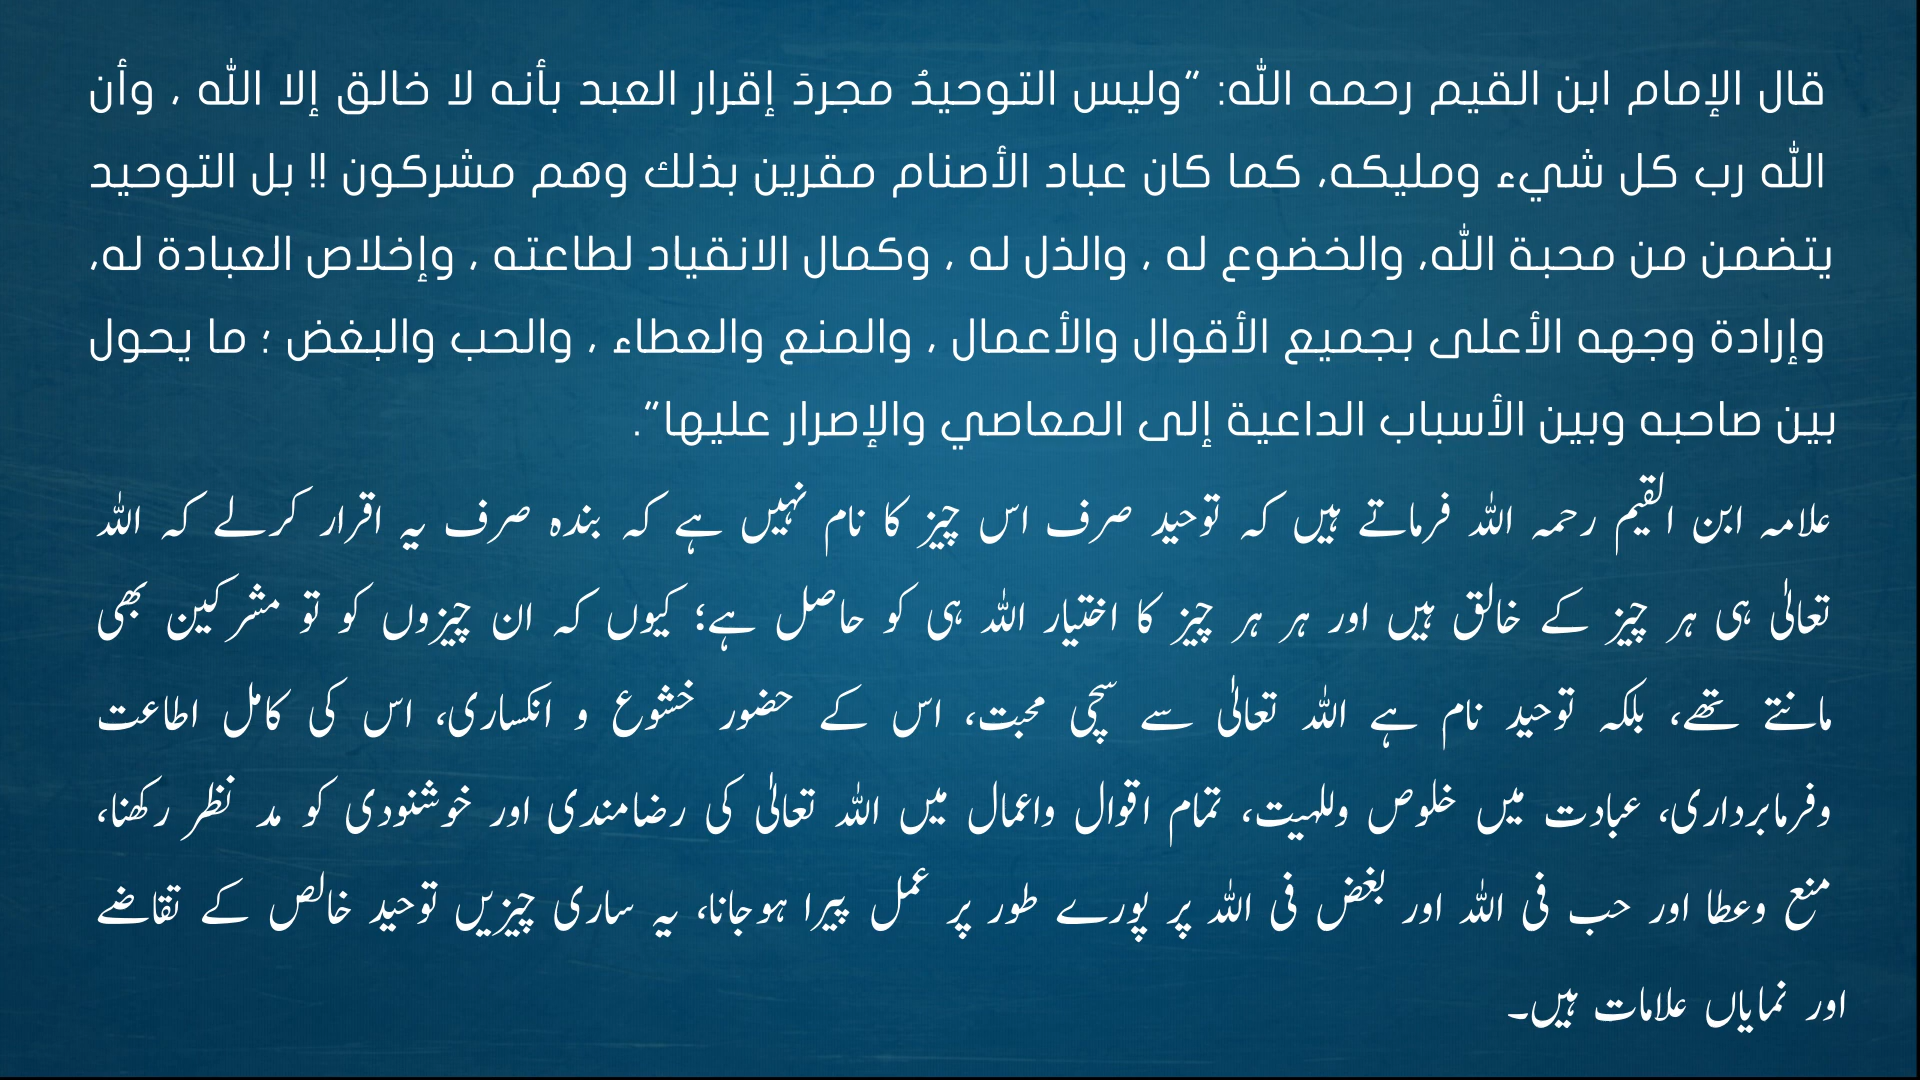 قال الإمام ابن القيم رحمه الله: "وليس التوحيدُ مجردَ إقرار العبد بأنه لا خالق إلا الله ، وأن
الله رب كل شيء ومليكه، كما كان عباد الأصنام مقرين بذلك وهم مشركون !! بل التوحيد
يتضمن من محبة الله، والخضوع له ، والذل له ، وكمال الانقياد لطاعته ، وإخلاص العبادة له،
وإرادة وجهه الأعلى بجميع الأقوال والأعمال ، والمنع والعطاء ، والحب والبغض ؛ ما يحول
بين صاحبه وبين الأسباب الداعية إلى المعاصي والإصرار عليها".
علامہ ابن القیم رحمہ اللہ فرماتے ہیں کہ توحید صرف اس چیز کا نام نہیں ہے کہ بندہ صرف یہ اقرار کرلے کہ اللہ
تعالٰی ہی ہر چیز کے خالق ہیں اور ہر ہر چیز کا اختیار اللہ ہی کو حاصل ہے؛ کیوں کہ ان چیزوں کو تو مشرکین بھی
مانتے تھے، بلکہ توحید نام ہے اللہ تعالٰی سے سچی محبت، اس کے حضور خشوع و انکساری، اس کی کامل اطاعت
وفرمابرداری، عبادت میں خلوص وللہیت، تمام اقوال واعمال میں اللہ تعالٰی کی رضامندی اور خوشنودی کو مد نظر رکھنا،
منع وعطا اور حب فی اللہ اور بغض فی اللہ پر پورے طور پر عمل پیرا ہوجانا، یہ ساری چیزیں توحید خالص کے تقاضے
اور نمایاں علامات ہیں۔